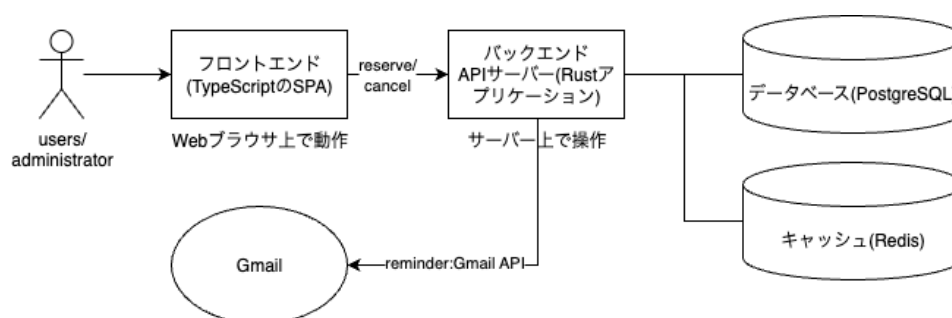 users/
administrator
フロントエンド
(TypeScriptのSPA)
Webブラウザ上で動作
reserve/
cancel
バックエンド
APIサーバー(Rustア
プリケーション)
サーバー上で操作
データベース(PostgreSQL)
キャッシュ(Redis)
Gmail
reminder:Gmail API